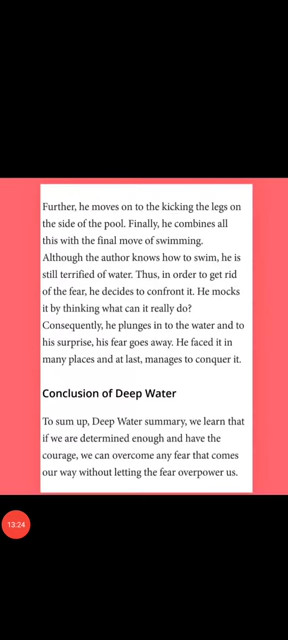 Further, he moves on to the kicking the legs on
the side of the pool. Finally, he combines all
this with the final move of swimming.
Although the author knows how to swim, he is
still terrified of water. Thus, in order to get rid
of the fear, he decides to confront it. He mocks
it by thinking what can it really do?
Consequently, he plunges in to the water and to
his surprise, his fear goes away. He faced it in
many places and at last, manages to conquer it.
Conclusion of Deep Water
To sum up, Deep Water summary, we learn that
if we are determined enough and have the
courage, we can overcome any fear that comes
our way without letting the fear overpower us.
13:24